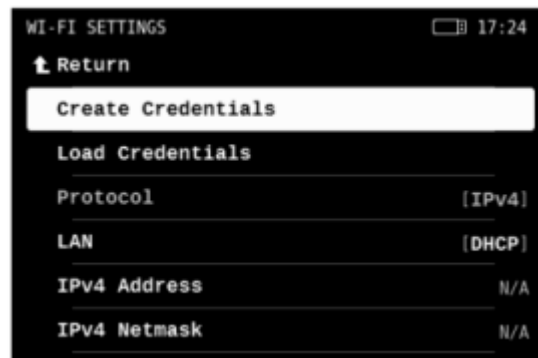 WI-FI SETTINGS 17:24
Return
Create Credentials
Load Credentials
Protocol [IPv4]
LAN [DHCP]
IPv4 Address N/A
IPv4 Netmask N/A